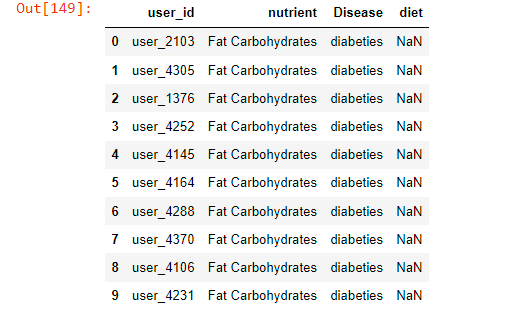 Out[149]:
user_id nutrient Disease diet
0 user_2103 Fat Carbohydrates diabeties NaN
1 user_4305 Fat Carbohydrates diabeties NaN
2 user_1376 Fat Carbohydrates diabeties NaN
3 user_4252 Fat Carbohydrates diabeties NaN
4 user_4145 Fat Carbohydrates diabeties NaN
5 user_4164 Fat Carbohydrates diabeties NaN
6 user_4288 Fat Carbohydrates diabeties NaN
7 user_4370 Fat Carbohydrates diabeties NaN
8 user_4106 Fat Carbohydrates diabeties NaN
9 user_4231 Fat Carbohydrates diabeties NaN